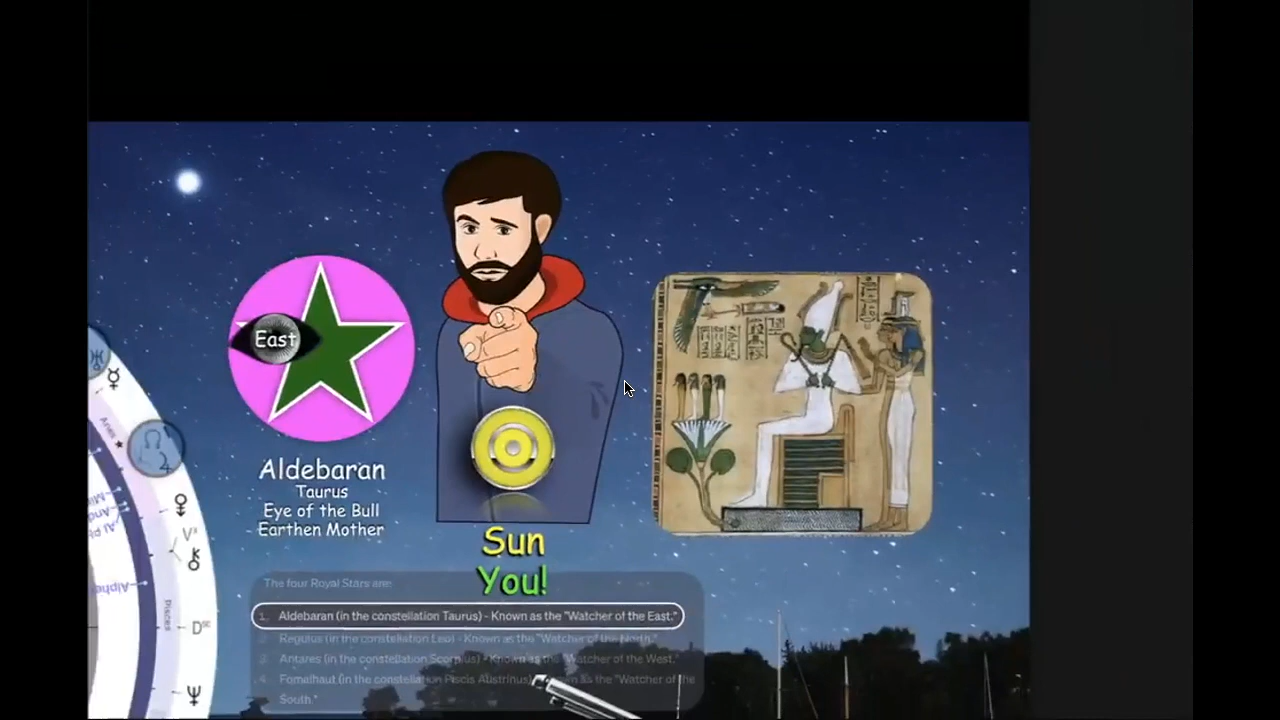 East
Aldebaran
Taurus
Eye of the Bull
Earthen Mother
Sun
You!
Aries
Pisces
The four Royal Stars are:
1. Aldebaran (in the constellation Taurus) - Known as the "Watcher of the East."
2. Regulus (in the constellation Leo) - Known as the "Watcher of the North."
3. Antares (in the constellation Scorpius) - Known as the "Watcher of the West."
4. Fomalhaut (in the constellation Piscis Austrinus) - Known as the "Watcher of the
South."